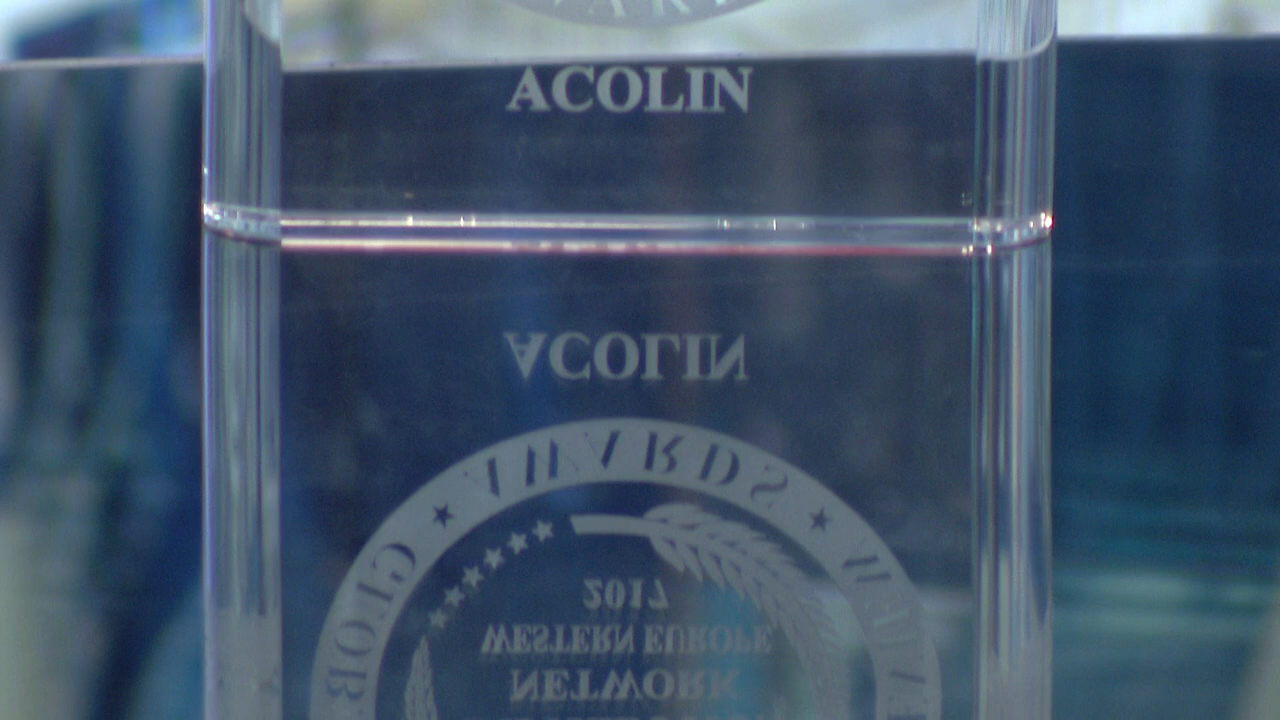 ACOLIN
ACOLIN
AWARDS
2017
WESTERN EUROPE
NETWORK